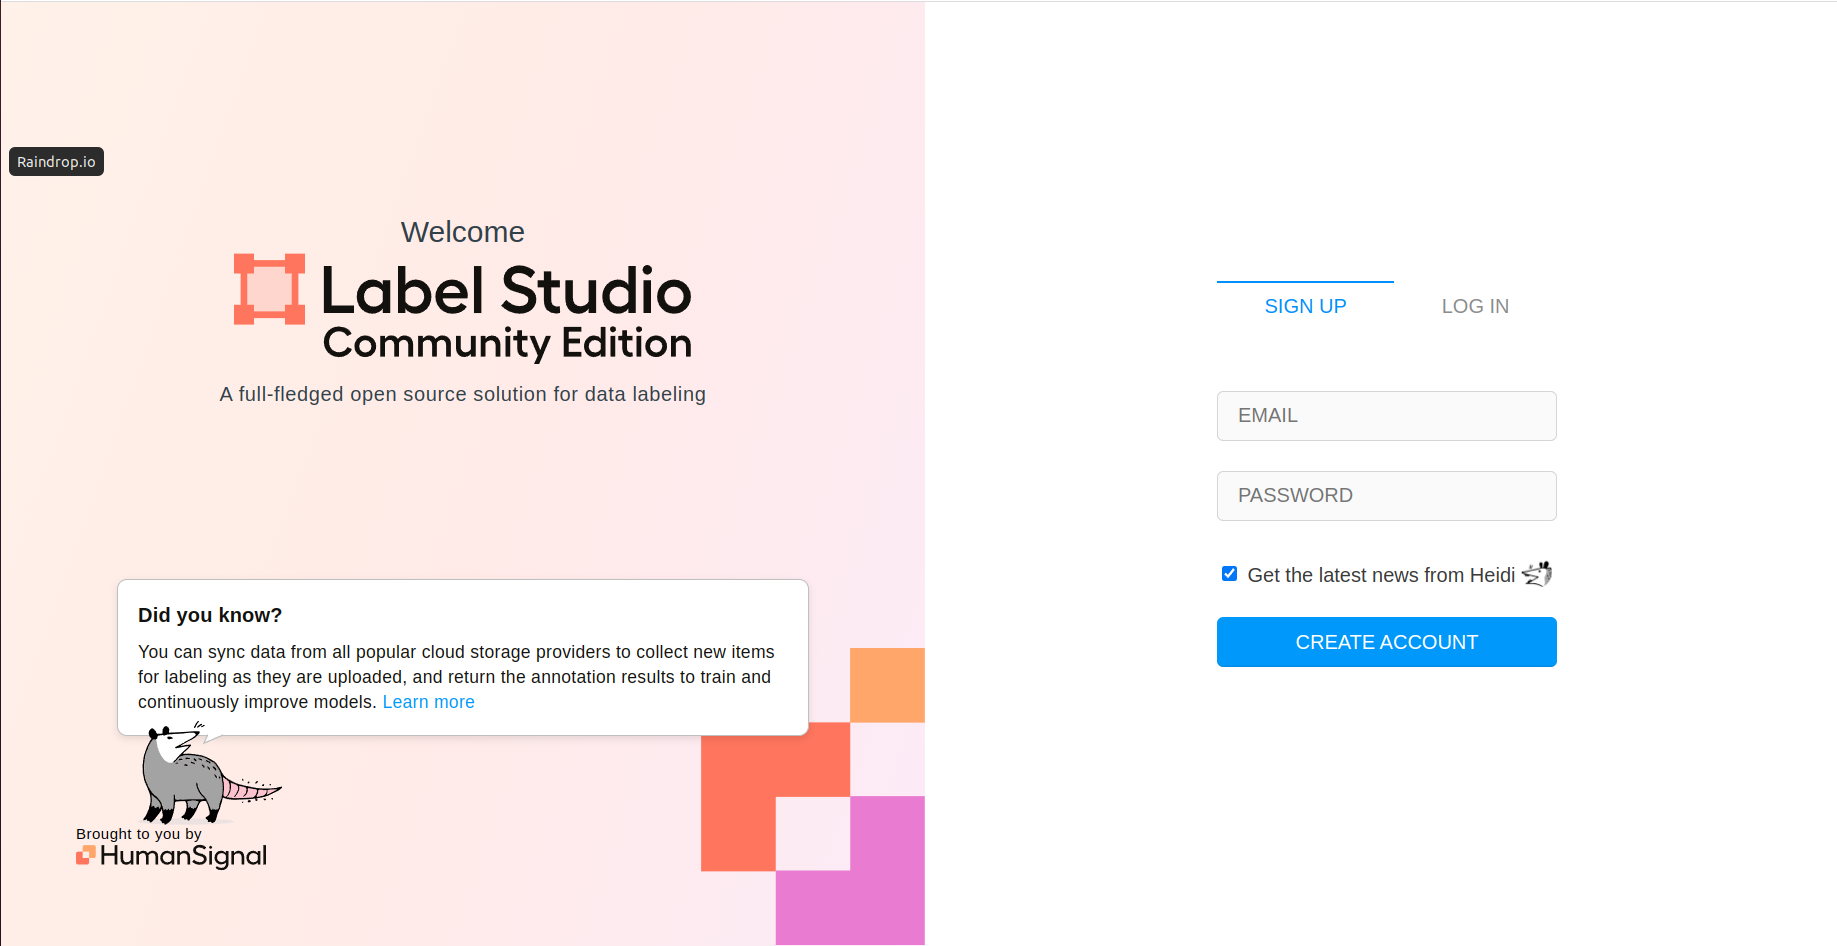 Raindrop.io
Welcome
Label Studio
Community Edition
A full-fledged open source solution for data labeling
Did you know?
You can sync data from all popular cloud storage providers to collect new items
for labeling as they are uploaded, and return the annotation results to train and
continuously improve models. Learn more
Brought to you by
HumanSignal
SIGN UP LOG IN
EMAIL
PASSWORD
Get the latest news from Heidi
CREATE ACCOUNT